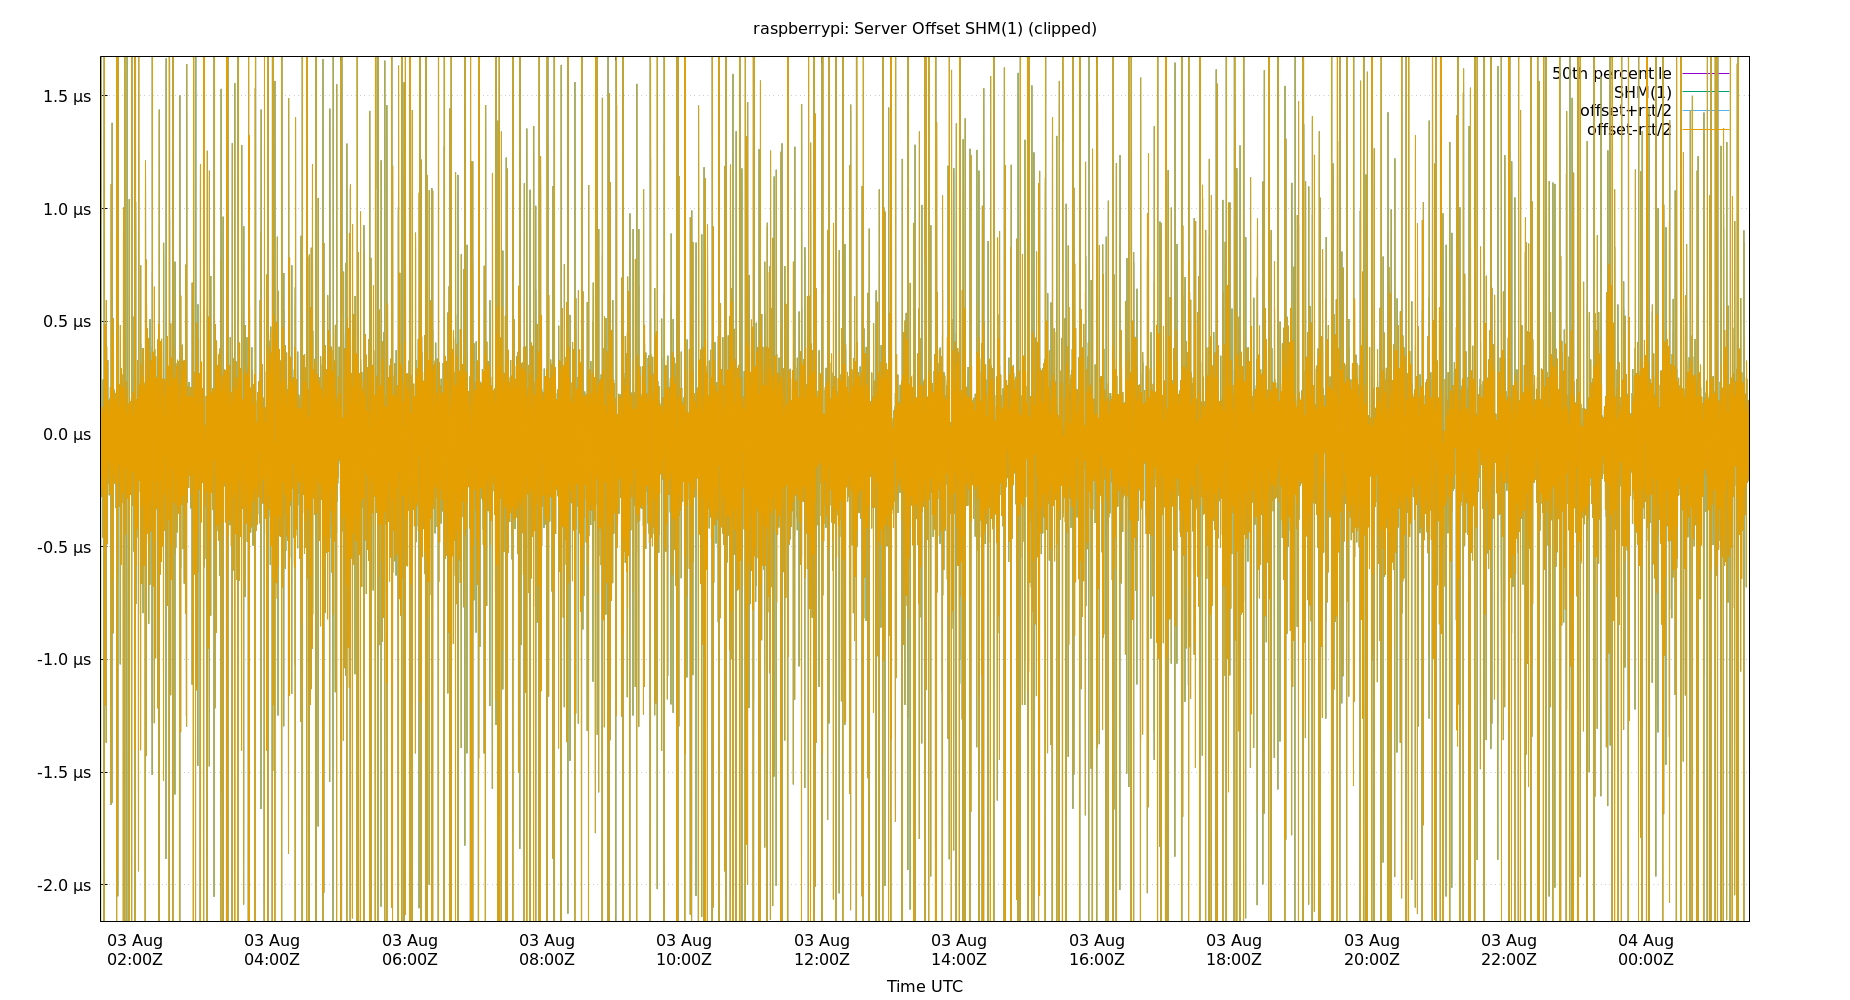 raspberrypi: Server Offset SHM(1) (clipped)
50th percentile
SHM(1)
offset+rtt/2
offset-rtt/2
1.5 μs
1.0 μs
0.5 μs
0.0 μs
-0.5 μs
-1.0 μs
-1.5 μs
-2.0 μs
03 Aug 03 Aug 03 Aug 03 Aug 03 Aug 03 Aug 03 Aug 03 Aug 03 Aug 03 Aug 03 Aug 04 Aug
02:00Z 04:00Z 06:00Z 08:00Z 10:00Z 12:00Z 14:00Z 16:00Z 18:00Z 20:00Z 22:00Z 00:00Z
Time UTC